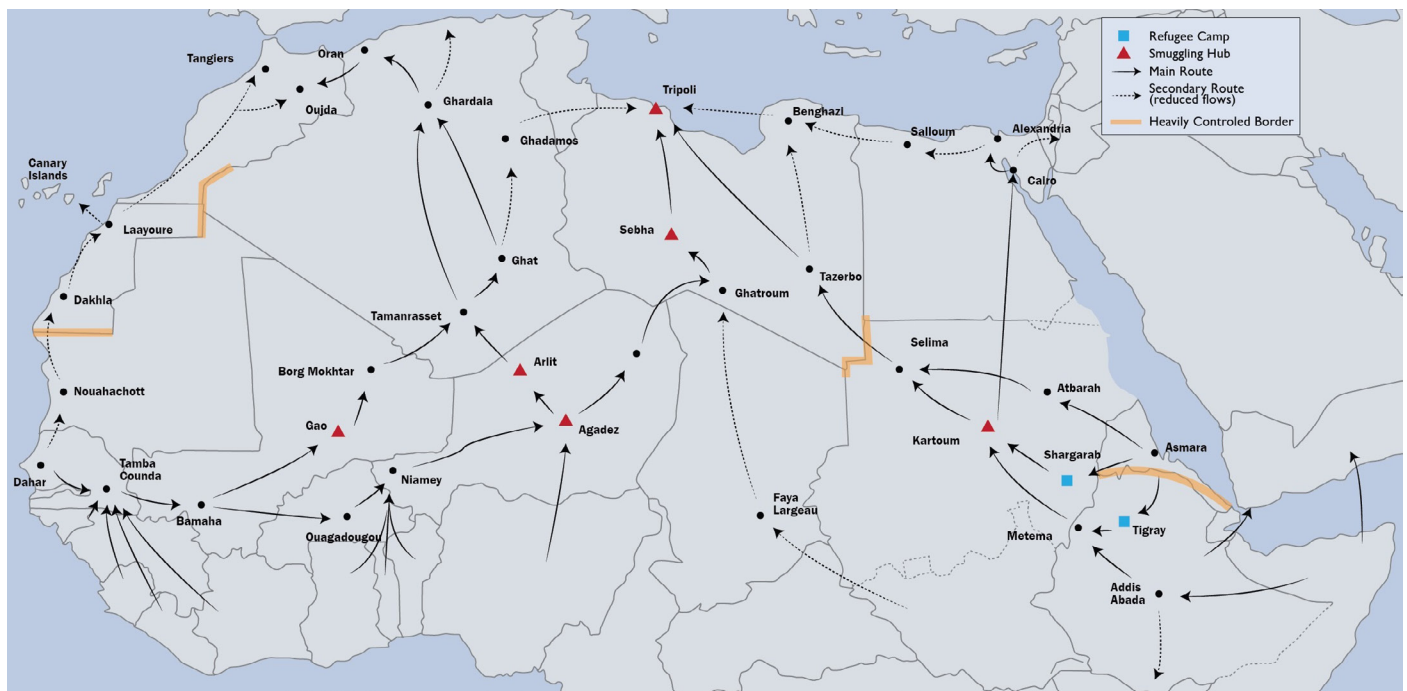 Refugee Camp
Smuggling Hub
Main Route
Secondary Route
(reduced flows)
Heavily Controled Border
Tangiers
Oran
Oujda
Ghardala
Ghadamos
Tripoli
Benghazi
Salloum
Alexandria
Calro
Canary
Islands
Laayoure
Dakhla
Nouahachott
Dahar
Tamba
Counda
Bamaha
Gao
Borg Mokhtar
Tamanrasset
Ghat
Sebha
Ghatroum
Tazerbo
Arlit
Agadez
Niamey
Ouagadougou
Selima
Atbarah
Kartoum
Shargarab
Asmara
Faya
Largeau
Metema
Tigray
Addis
Abada